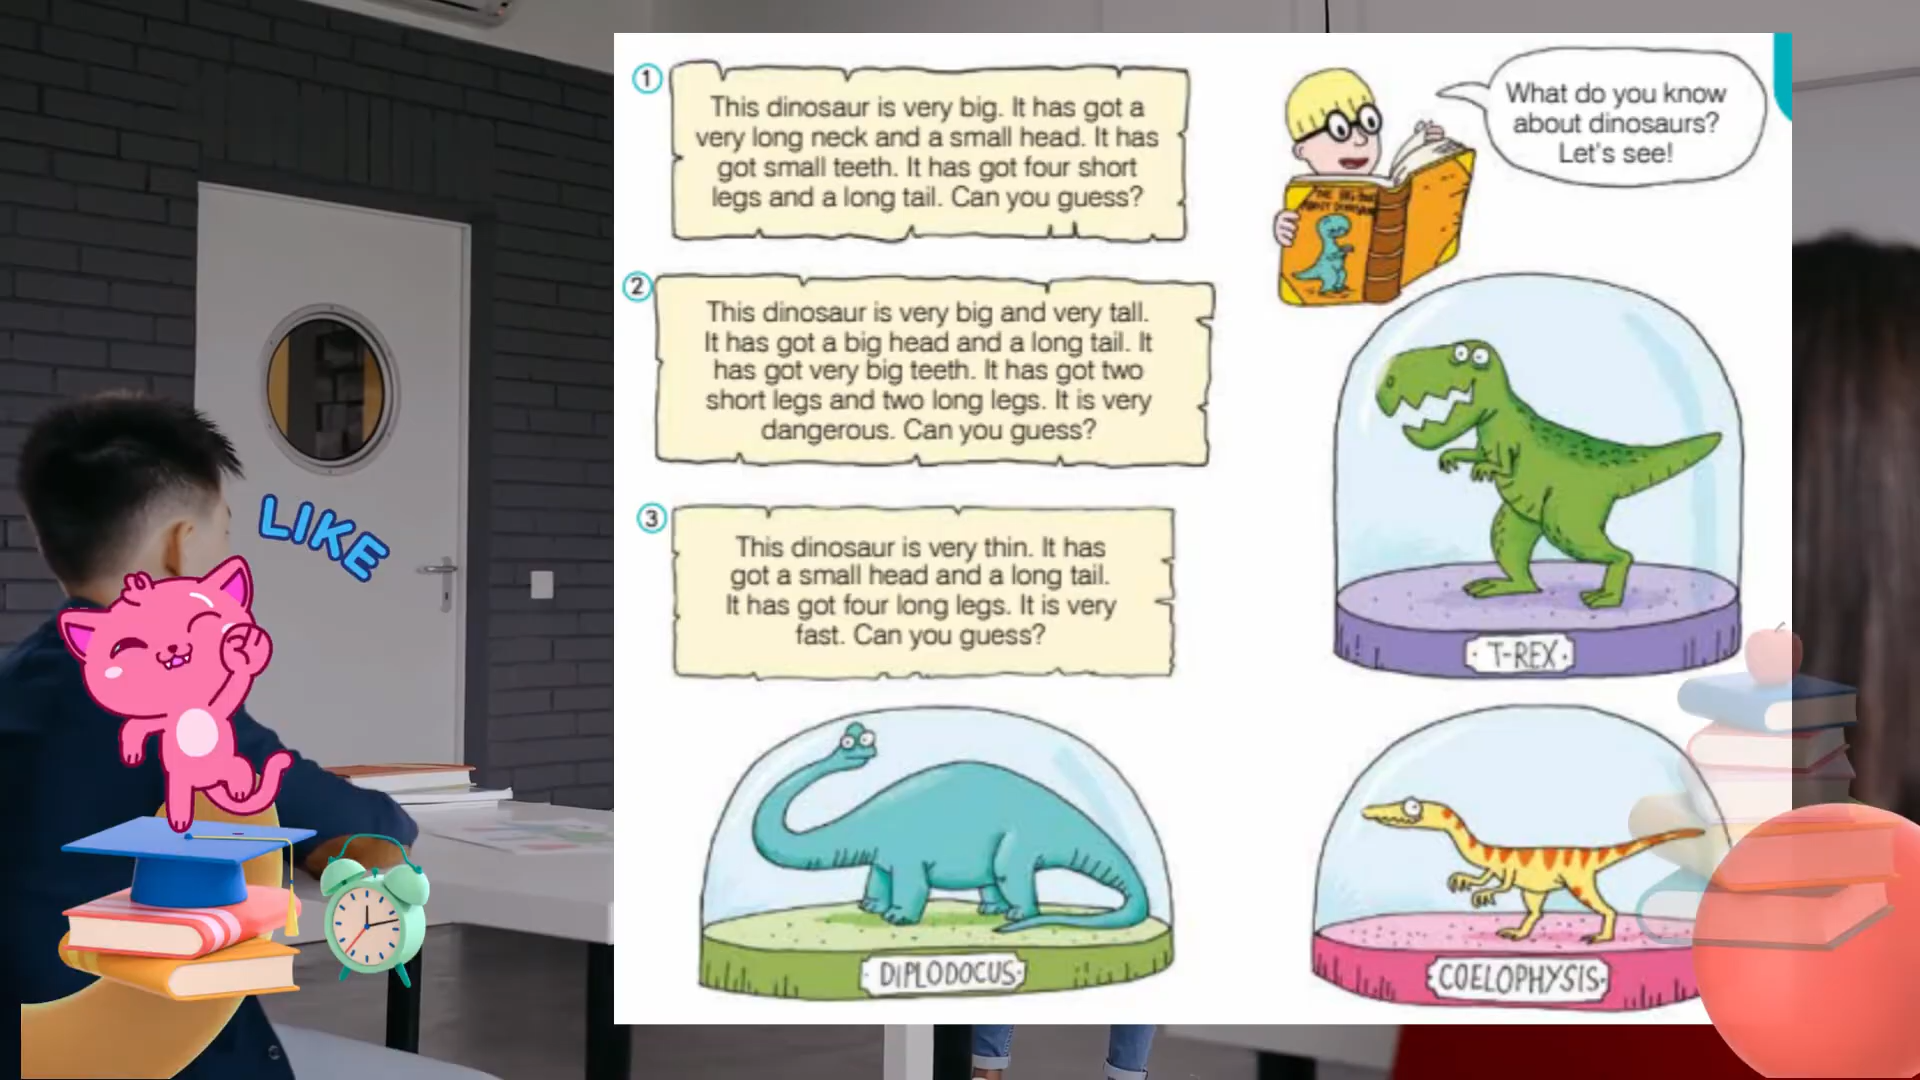 1
This dinosaur is very big. It has got a
very long neck and a small head. It has
got small teeth. It has got four short
legs and a long tail. Can you guess?
What do you know
about dinosaurs?
Let's see!
2
This dinosaur is very big and very tall.
It has got a big head and a long tail. It
has got very big teeth. It has got two
short legs and two long legs. It is very
dangerous. Can you guess?
3
This dinosaur is very thin. It has
got a small head and a long tail.
It has got four long legs. It is very
fast. Can you guess?
LIKE
T-REX
DIPLODOCUS
COELOPHYSIS